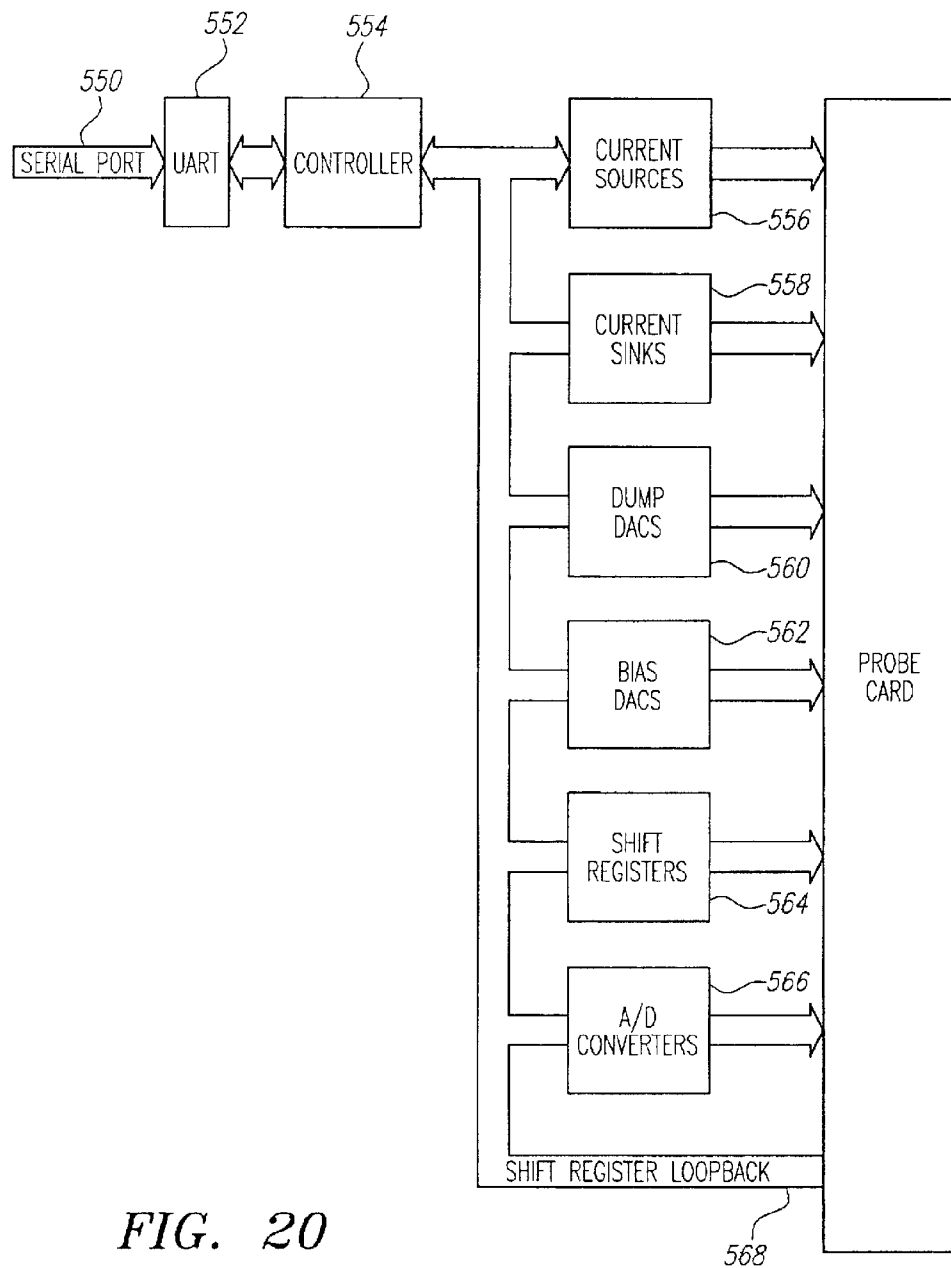 552
554
550
SERIAL PORT
UART
CONTROLLER
CURRENT
SOURCES
556
558
CURRENT
SINKS
DUMP
DACS
560
562
BIAS
DACS
PROBE
CARD
SHIFT
REGISTERS
564
566
A/D
CONVERTERS
SHIFT REGISTER LOOPBACK
568
FIG. 20